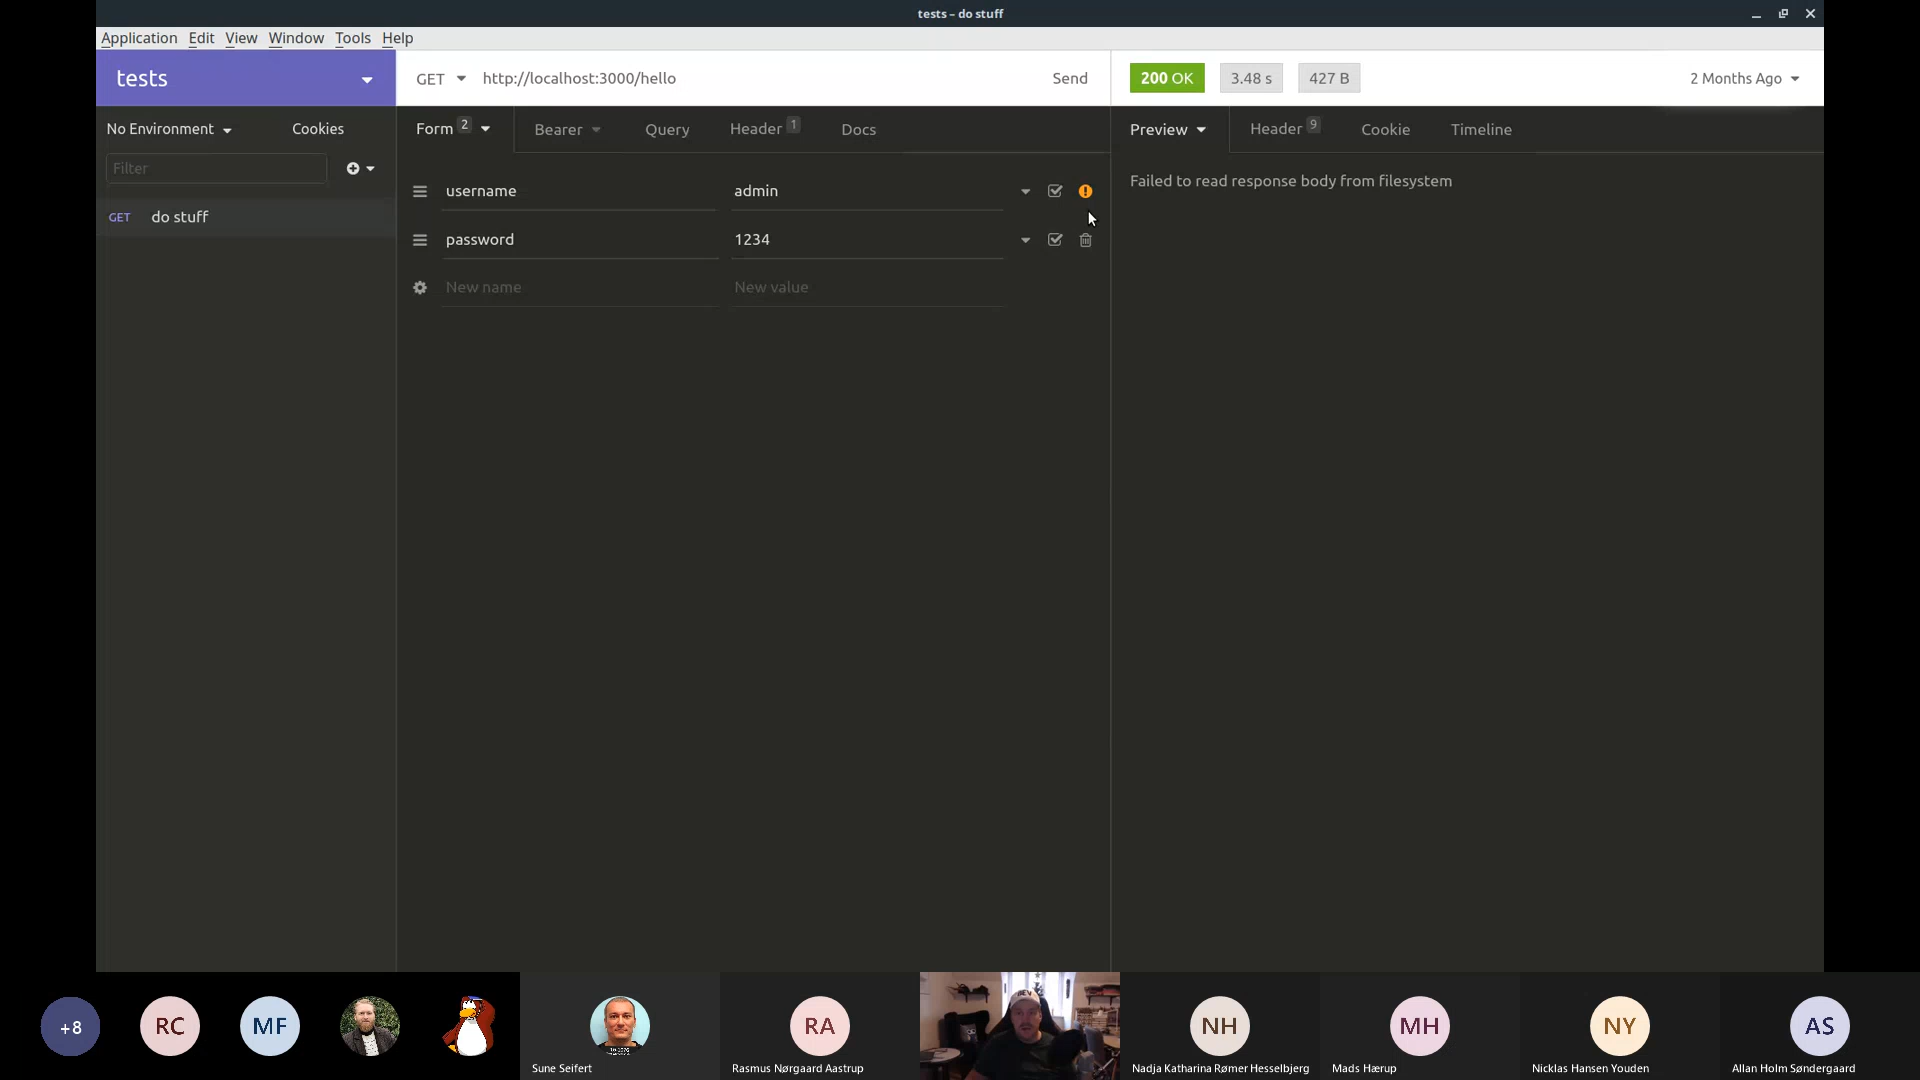 tests – do stuff
Application Edit View Window Tools Help
tests
GET http://localhost:3000/hello Send
200 OK 3.48 s 427 B 2 Months Ago
No Environment Cookies
Form 2 Bearer Query Header 1 Docs
Preview Header 9 Cookie Timeline
Filter
Failed to read response body from filesystem
username admin
GET do stuff
password 1234
New name New value
+8 RC MF RA NH MH NY AS
Sune Seifert
Rasmus Nørgaard Aastrup
Nadja Katharina Rømer Hesselbjerg
Mads Hærup
Nicklas Hansen Youden
Allan Holm Søndergaard